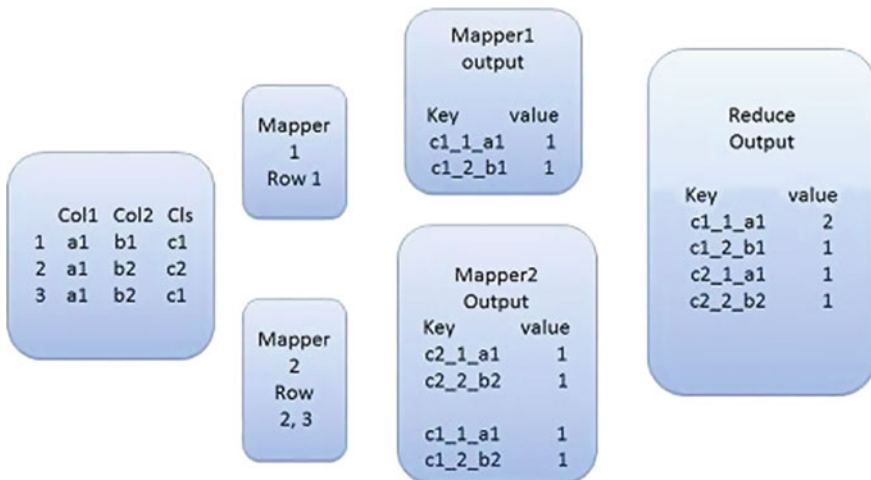 Col1 Col2 Cls
1 a1 b1 c1
2 a1 b2 c2
3 a1 b2 c1
Mapper
1
Row 1
Mapper
2
Row
2, 3
Mapper1
output
Key value
c1_1_a1 1
c1_2_b1 1
Mapper2
Output
Key value
c2_1_a1 1
c2_2_b2 1
c1_1_a1 1
c1_2_b2 1
Reduce
Output
Key value
c1_1_a1 2
c1_2_b1 1
c2_1_a1 1
c2_2_b2 1